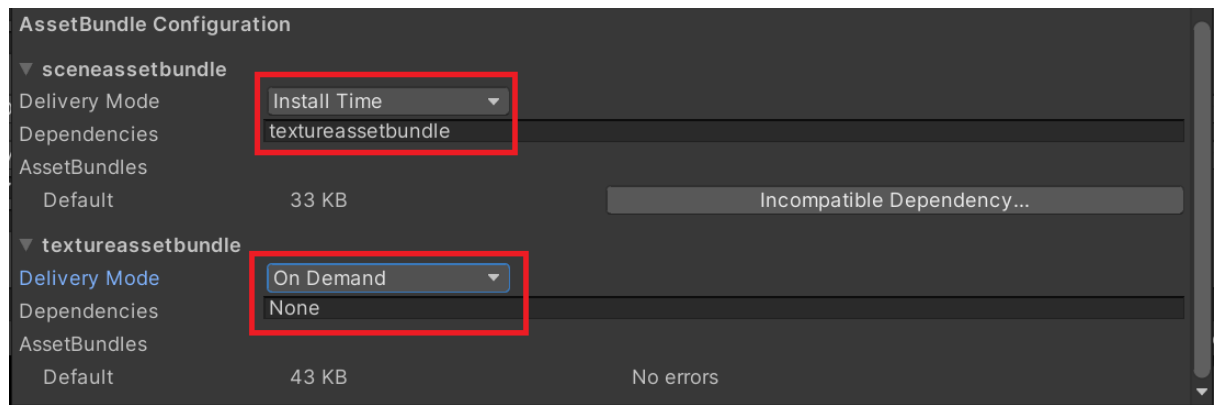 AssetBundle Configuration
sceneassetbundle
Delivery Mode Install Time
Dependencies textureassetbundle
AssetBundles
Default 33 KB Incompatible Dependency...
textureassetbundle
Delivery Mode On Demand
Dependencies None
AssetBundles
Default 43 KB No errors